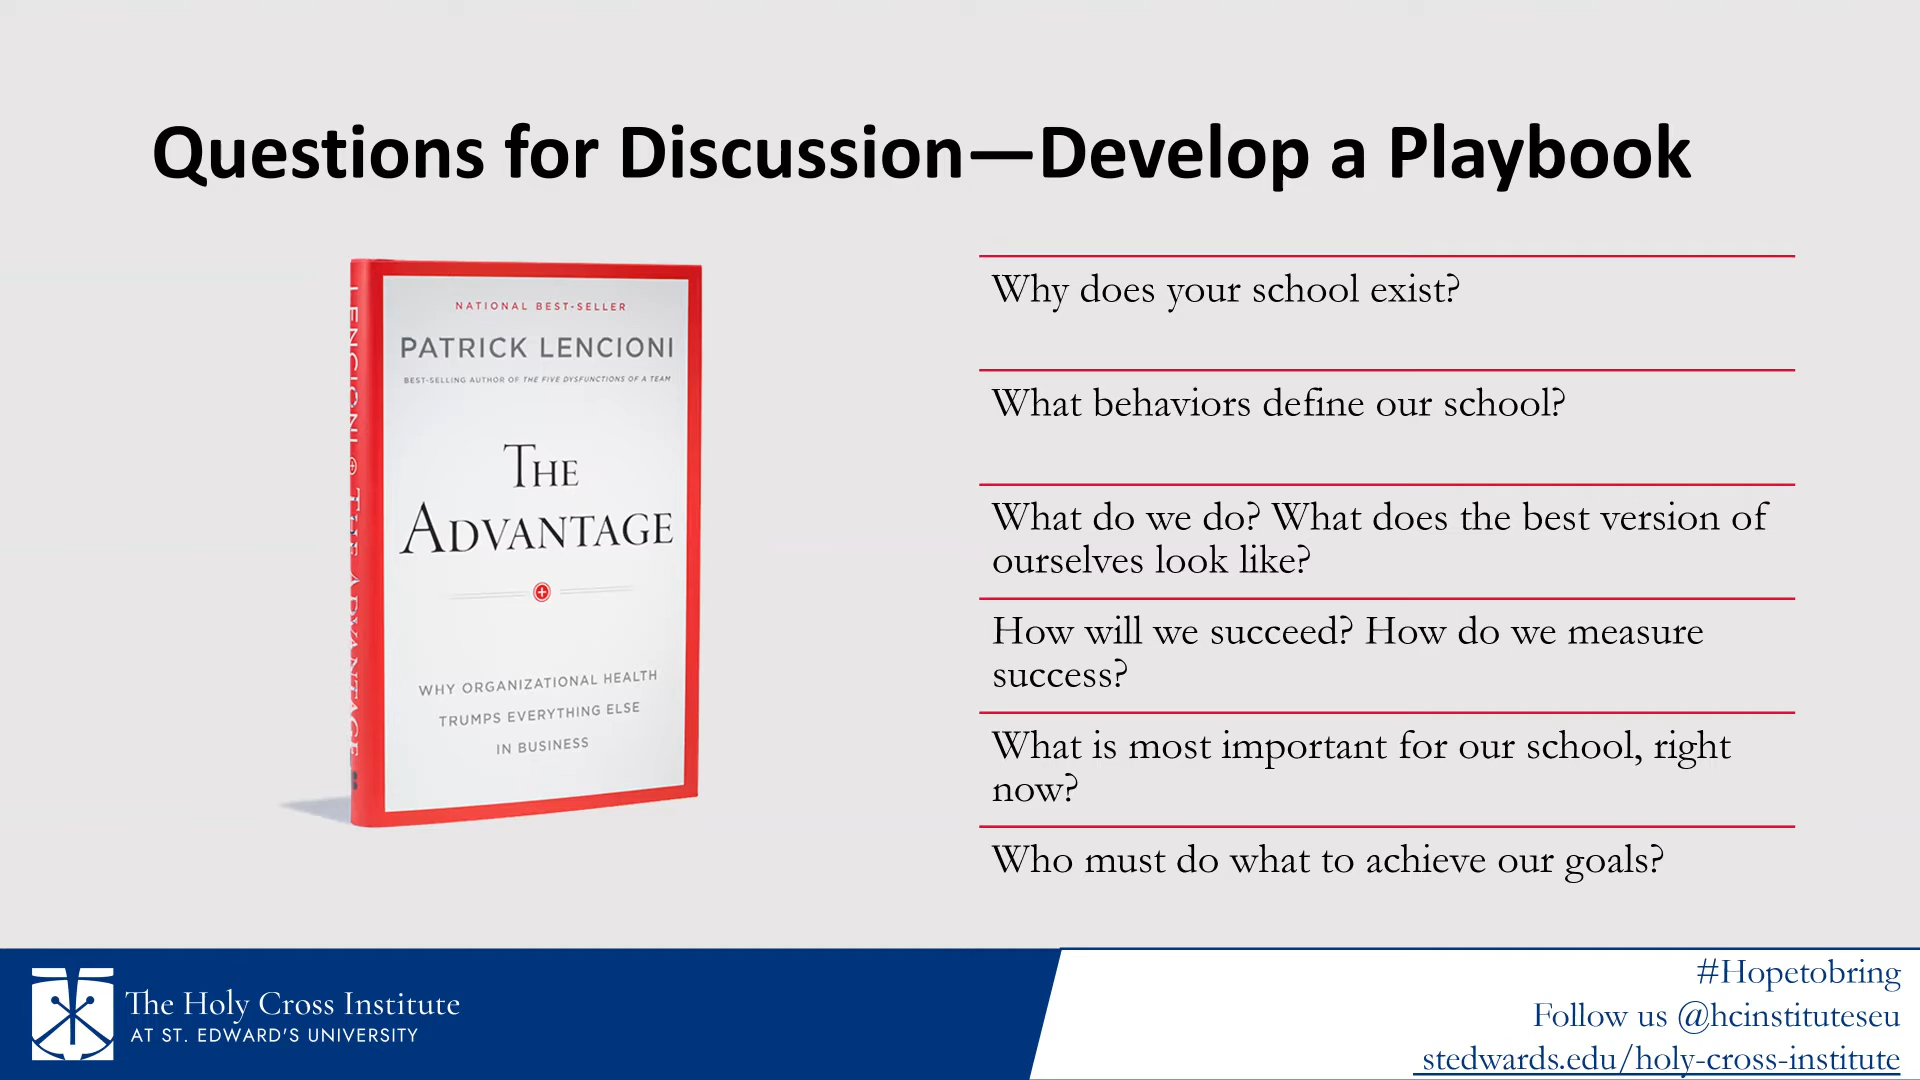 Questions for Discussion—Develop a Playbook
LENCIONI THE ADVANTAGE
NATIONAL BEST-SELLER
PATRICK LENCIONI
BEST-SELLING AUTHOR OF THE FIVE DYSFUNCTIONS OF A TEAM
THE
ADVANTAGE
WHY ORGANIZATIONAL HEALTH
TRUMPS EVERYTHING ELSE
IN BUSINESS
Why does your school exist?
What behaviors define our school?
What do we do? What does the best version of
ourselves look like?
How will we succeed? How do we measure
success?
What is most important for our school, right
now?
Who must do what to achieve our goals?
The Holy Cross Institute
AT ST. EDWARD'S UNIVERSITY
#Hopetobring
Follow us @hcinstituteseu
stedwards.edu/holy-cross-institute